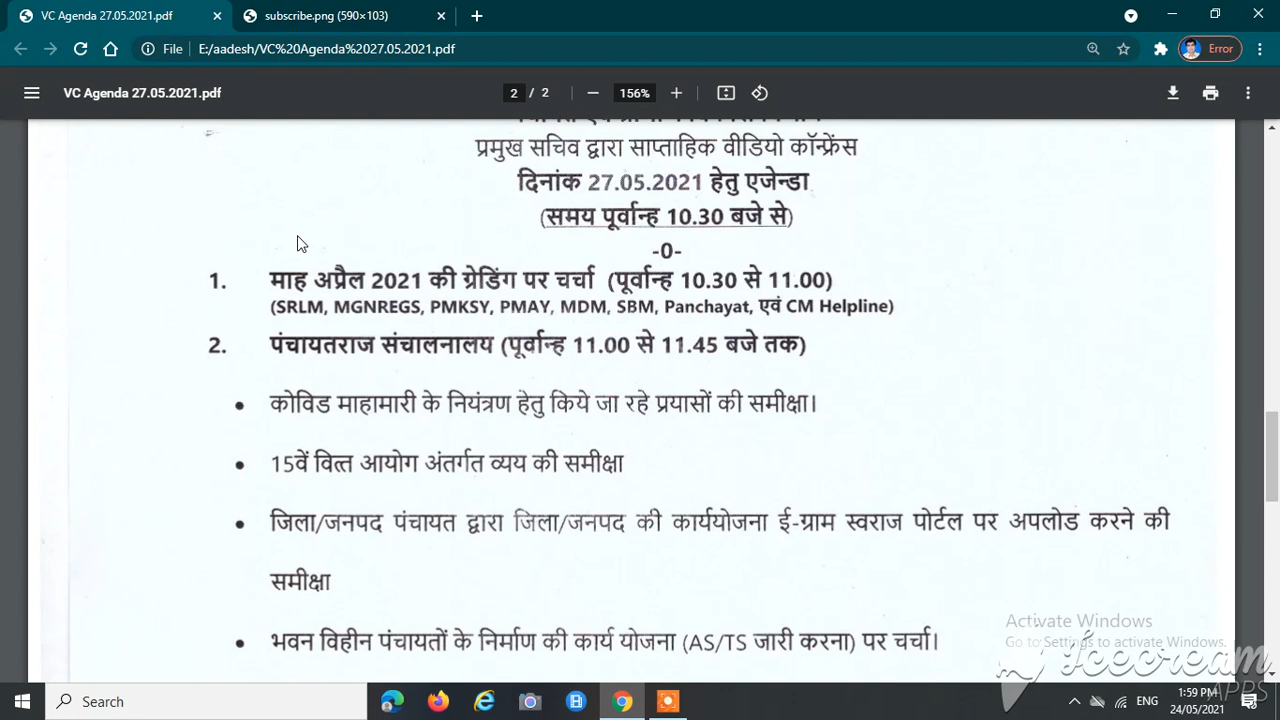 VC Agenda 27.05.2021.pdf
subscribe.png (590×103)
File
E:/aadesh/VC%20Agenda%2027.05.2021.pdf
Error
VC Agenda 27.05.2021.pdf
2 / 2
156%
प्रमुख सचिव द्वारा साप्ताहिक वीडियो कॉन्फ्रेंस
दिनांक 27.05.2021 हेतु एजेन्डा
(समय पूर्वान्ह 10.30 बजे से)
-0-
1. माह अप्रैल 2021 की ग्रेडिंग पर चर्चा (पूर्वान्ह 10.30 से 11.00)
(SRLM, MGNREGS, PMKSY, PMAY, MDM, SBM, Panchayat, एवं CM Helpline)
2. पंचायतराज संचालनालय (पूर्वान्ह 11.00 से 11.45 बजे तक)
• कोविड माहामारी के नियंत्रण हेतु किये जा रहे प्रयासों की समीक्षा।
• 15वें वित्त आयोग अंतर्गत व्यय की समीक्षा
• जिला/जनपद पंचायत द्वारा जिला/जनपद की कार्ययोजना ई-ग्राम स्वराज पोर्टल पर अपलोड करने की
समीक्षा
• भवन विहीन पंचायतों के निर्माण की कार्य योजना (AS/TS जारी करना) पर चर्चा।
Activate Windows
Go to Settings to activate Windows.
Icecream
APPS
Search
ENG
1:59 PM
24/05/2021